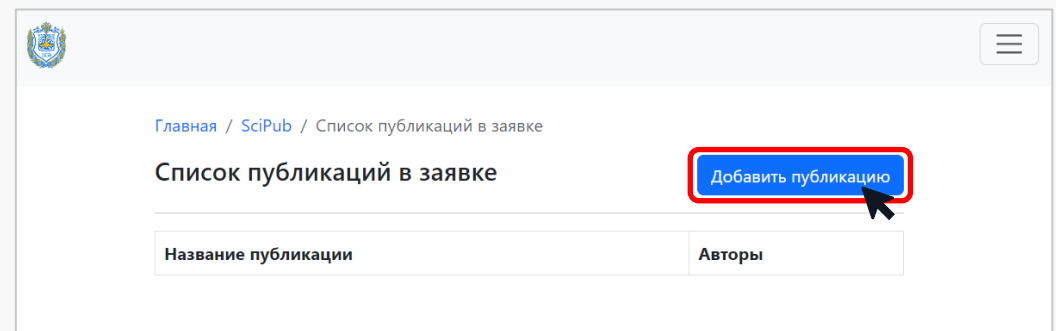 Главная / SciPub / Список публикаций в заявке
Список публикаций в заявке
Добавить публикацию
Название публикации Авторы